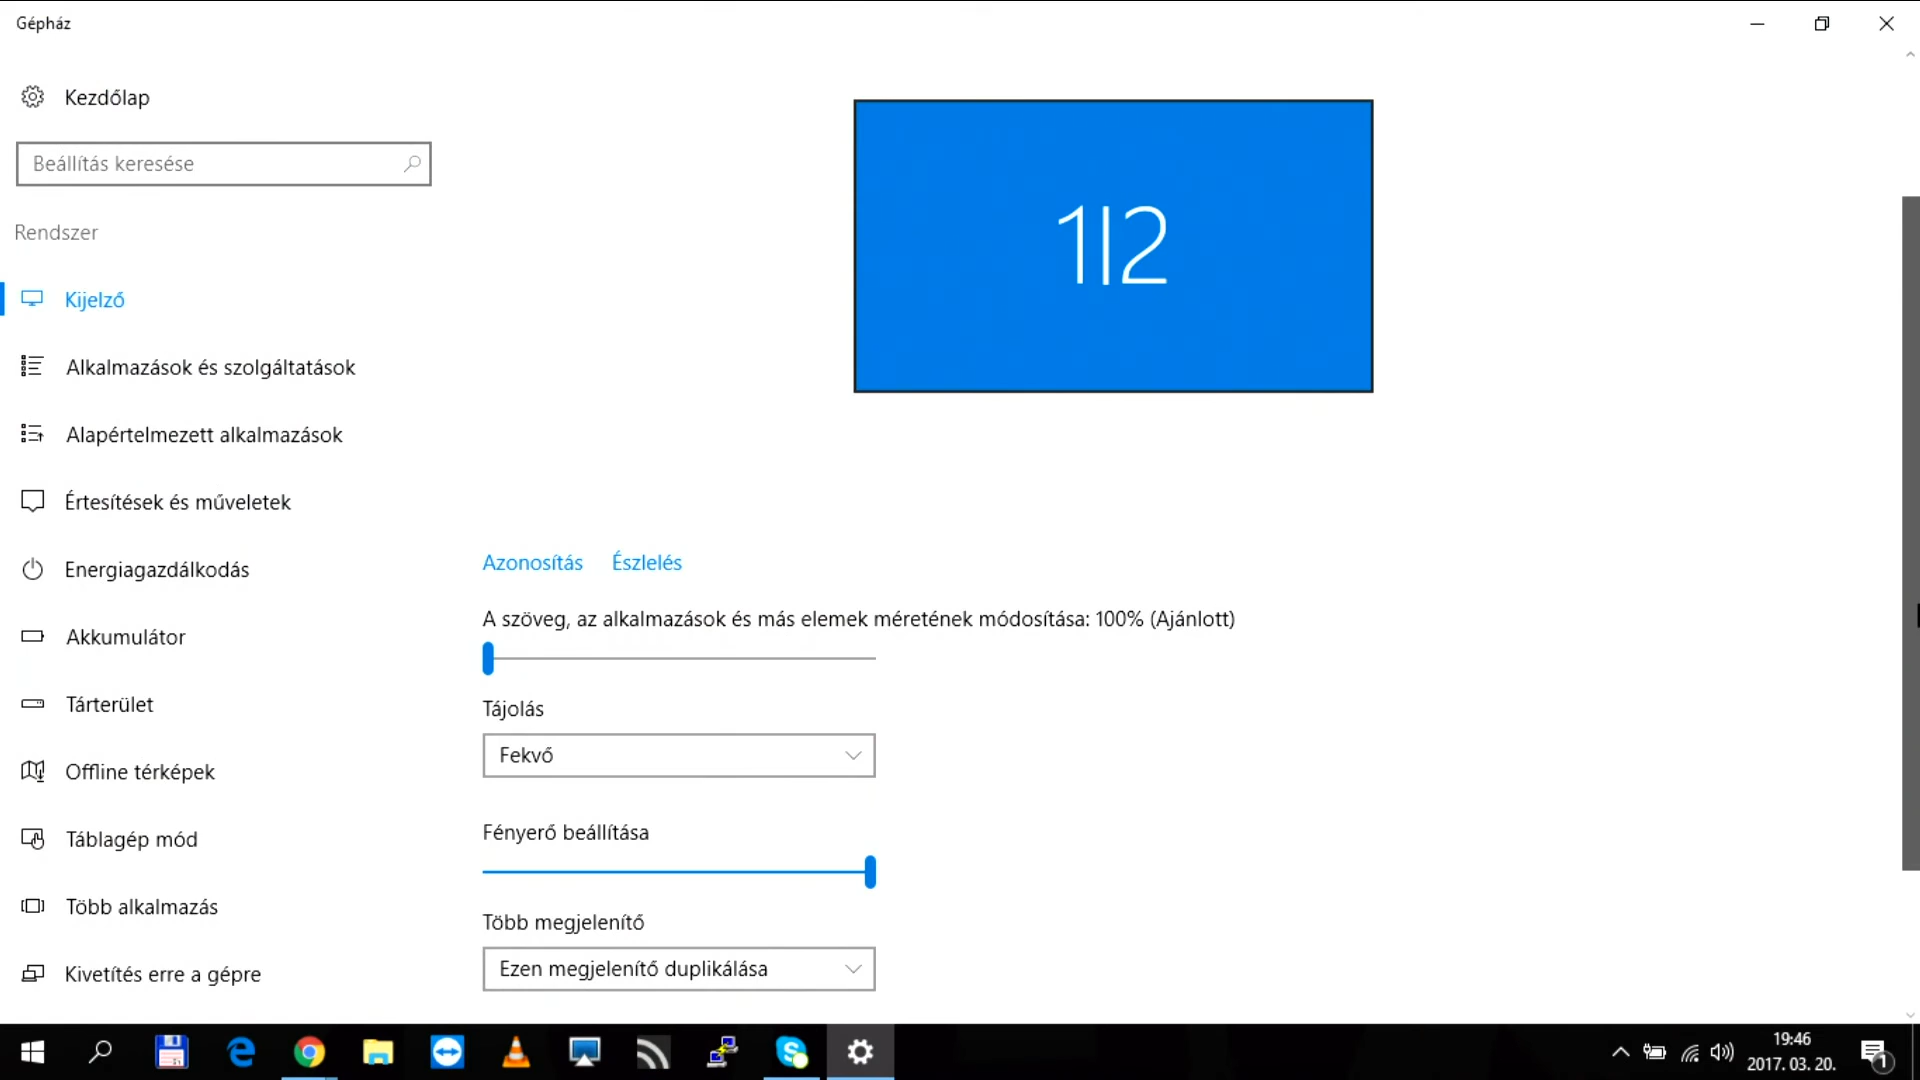 Gépház
Kezdőlap
Beállítás keresése
Rendszer
Kijelző
Alkalmazások és szolgáltatások
Alapértelmezett alkalmazások
Értesítések és műveletek
Energiagazdálkodás
Akkumulátor
Tárterület
Offline térképek
Táblagép mód
Több alkalmazás
Kivetítés erre a gépre
1|2
Azonosítás Észlelés
A szöveg, az alkalmazások és más elemek méretének módosítása: 100% (Ajánlott)
Tájolás
Fekvő
Fényerő beállítása
Több megjelenítő
Ezen megjelenítő duplikálása
19:46
2017. 03. 20.
1